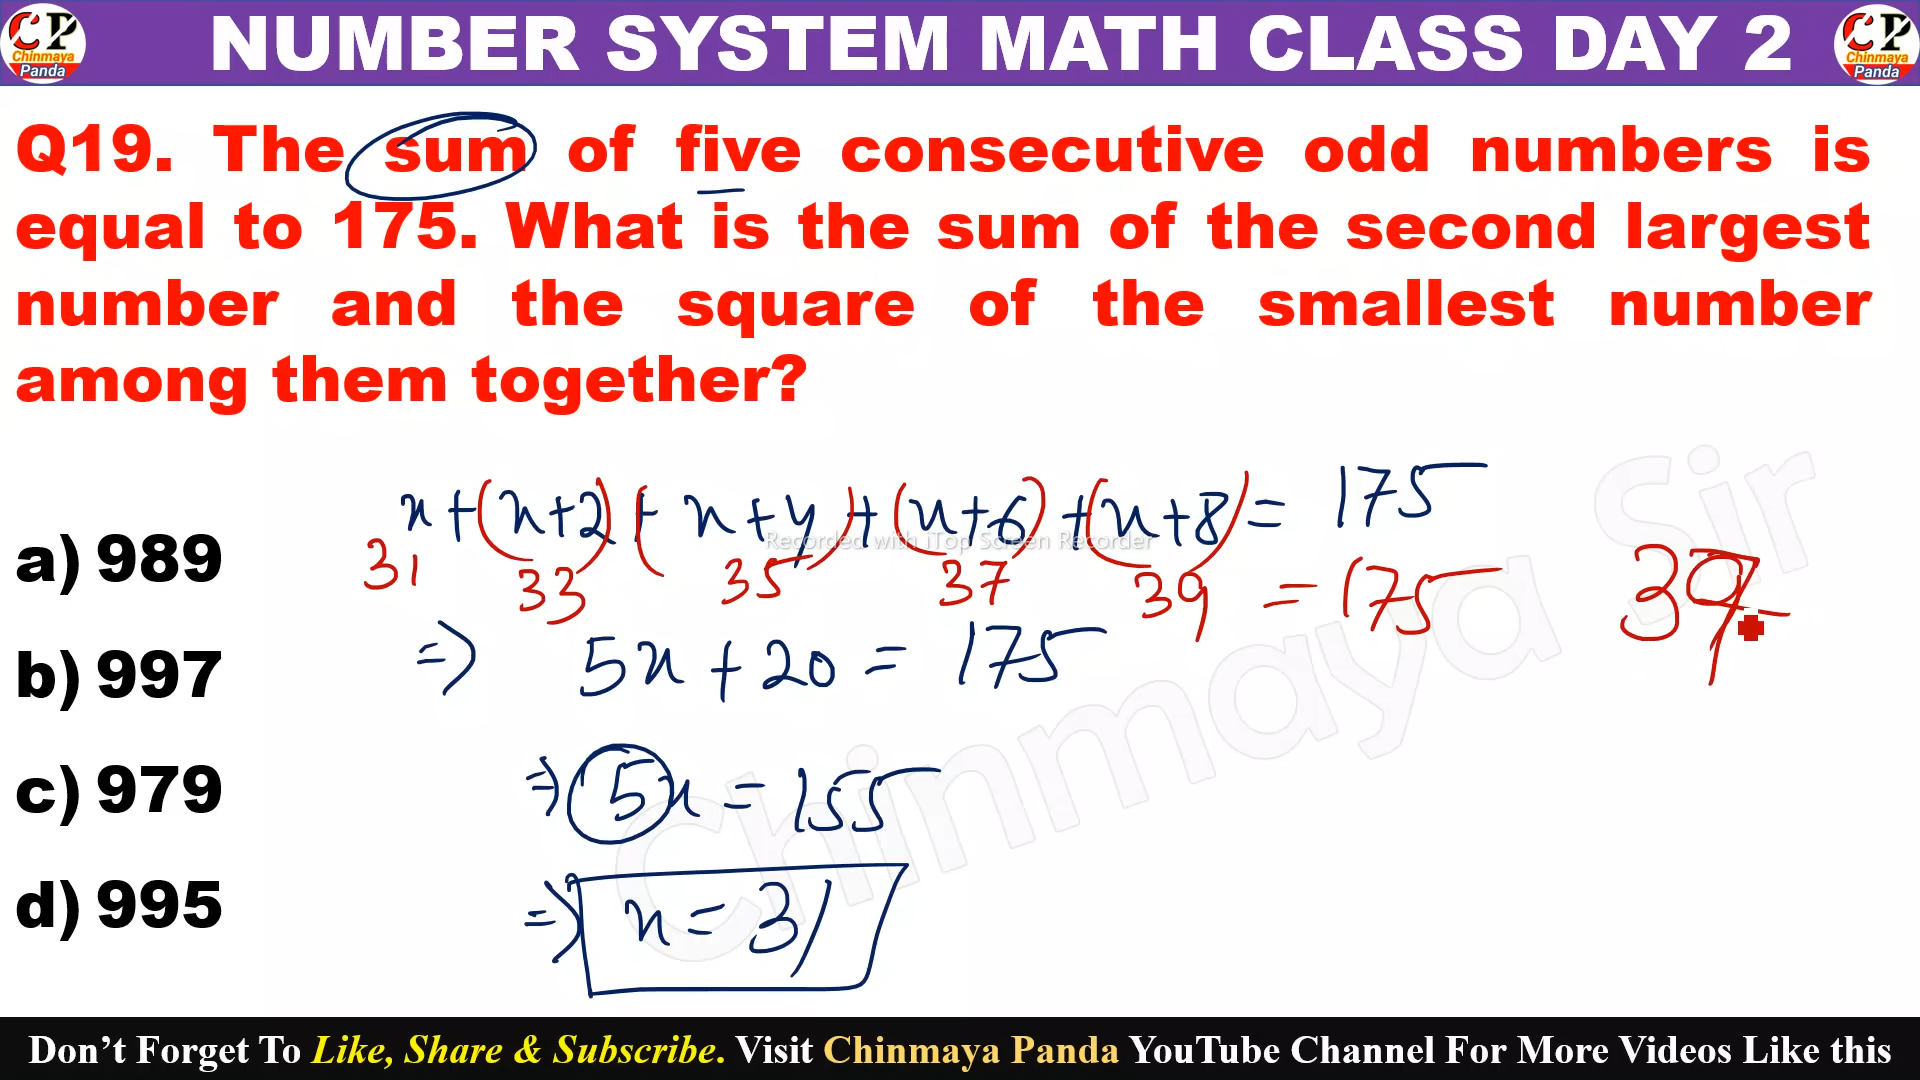 CP Chinmaya Panda NUMBER SYSTEM MATH CLASS DAY 2 CP Chinmaya Panda
Q19. The sum of five consecutive odd numbers is
equal to 175. What is the sum of the second largest
number and the square of the smallest number
among them together?
x+(x+2)+(x+4)+(x+6)+(x+8)= 175
Recorded with iTop Screen Recorder
a) 989
31 33 35 37 39 = 175
39
⇒ 5x + 20 = 175
b) 997
c) 979
⇒ 5x = 155
d) 995
⇒ x = 31
Chinmaya Sir
Don’t Forget To Like, Share & Subscribe. Visit Chinmaya Panda YouTube Channel For More Videos Like this